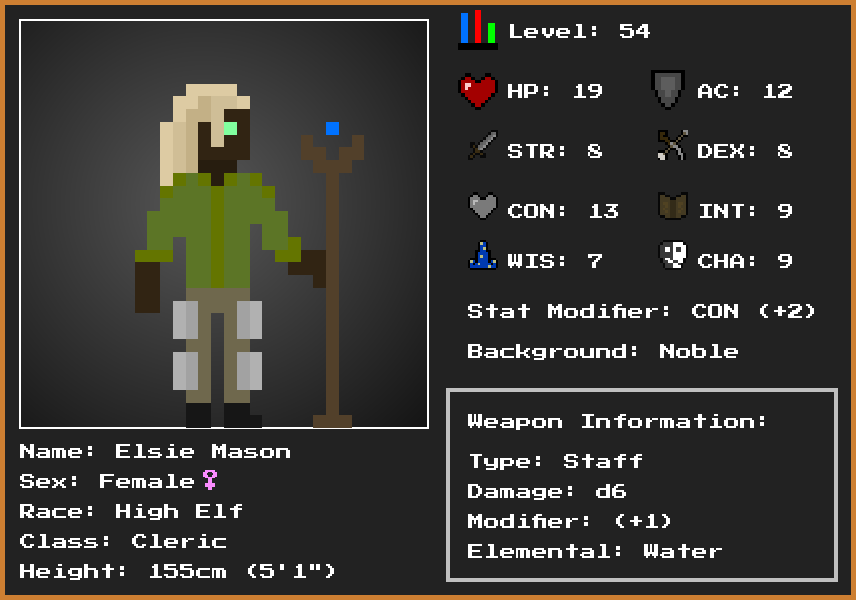 Level: 54
HP: 19 AC: 12
STR: 8 DEX: 8
CON: 13 INT: 9
WIS: 7 CHA: 9
Stat Modifier: CON (+2)
Background: Noble
Weapon Information:
Type: Staff
Damage: d6
Modifier: (+1)
Elemental: Water
Name: Elsie Mason
Sex: Female♀
Race: High Elf
Class: Cleric
Height: 155cm (5'1")